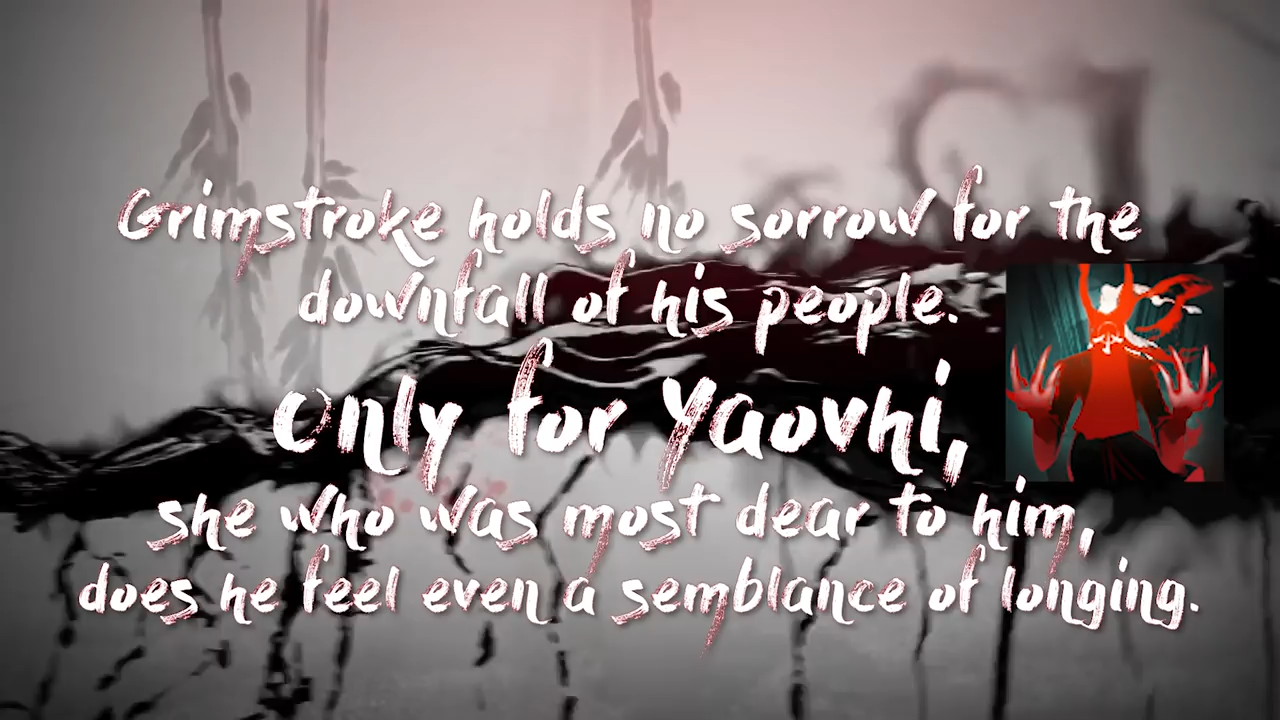 Grimstroke holds no sorrow for the
downfall of his people.
Only for Yaovhi,
she who was most dear to him,
does he feel even a semblance of longing.